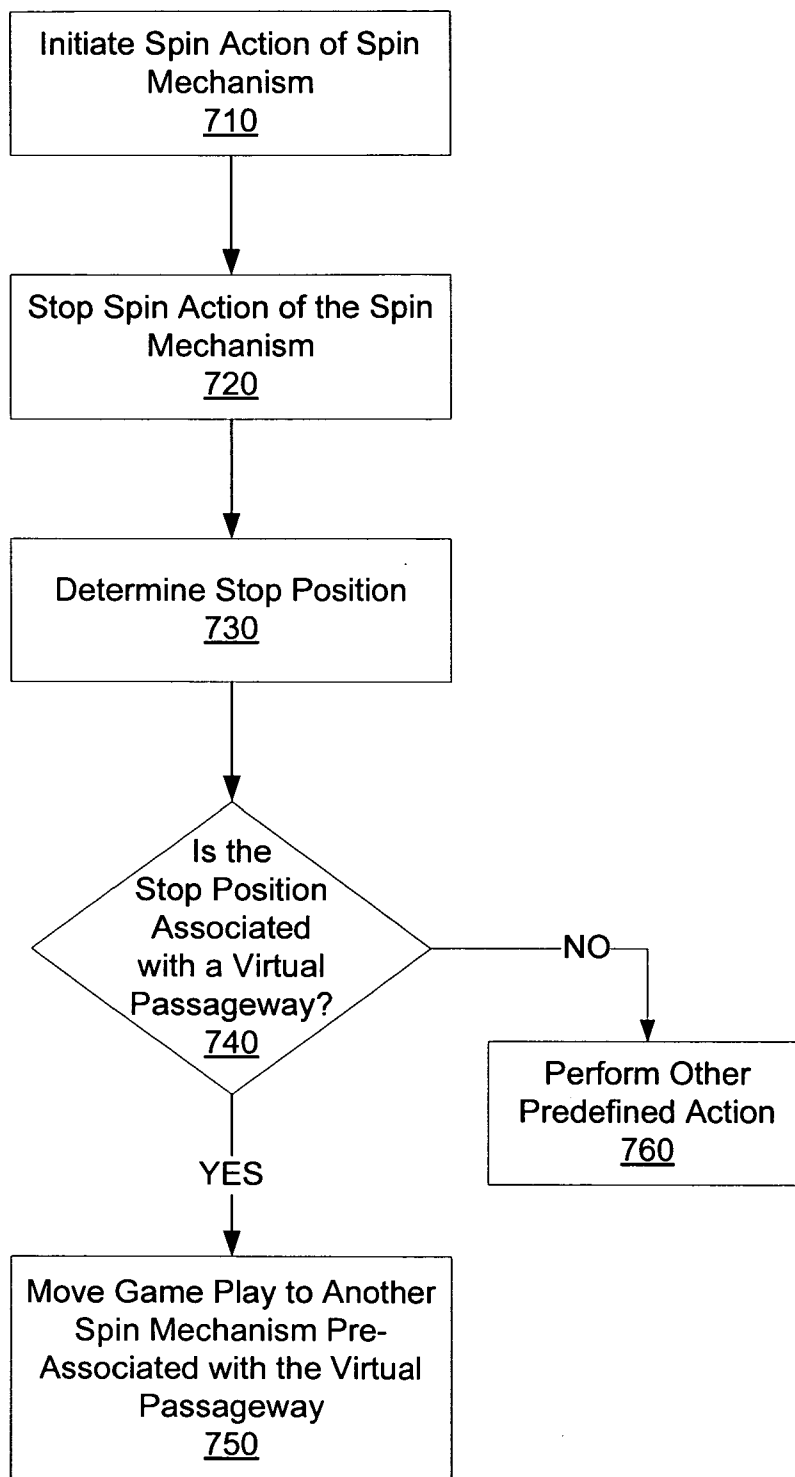 Initiate Spin Action of Spin
Mechanism
710
Stop Spin Action of the Spin
Mechanism
720
Determine Stop Position
730
Is the
Stop Position
Associated
with a Virtual
Passageway?
740
NO
Perform Other
Predefined Action
760
YES
Move Game Play to Another
Spin Mechanism Pre-
Associated with the Virtual
Passageway
750